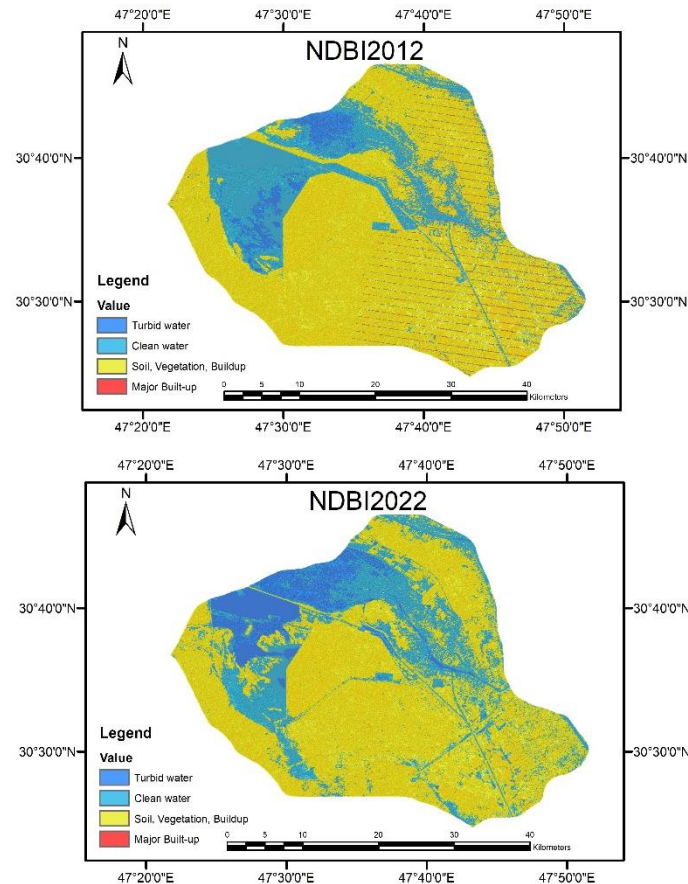 47°20'0"E 47°30'0"E 47°40'0"E 47°50'0"E
N
NDBI2012
30°40'0"N 30°40'0"N
30°30'0"N 30°30'0"N
Legend
Value
Turbid water
Clean water
Soil, Vegetation, Buildup
Major Built-up
0 5 10 20 30 40
Kilometers
47°20'0"E 47°30'0"E 47°40'0"E 47°50'0"E
47°20'0"E 47°30'0"E 47°40'0"E 47°50'0"E
N
NDBI2022
30°40'0"N 30°40'0"N
30°30'0"N 30°30'0"N
Legend
Value
Turbid water
Clean water
Soil, Vegetation, Buildup
Major Built-up
0 5 10 20 30 40
Kilometers
47°20'0"E 47°30'0"E 47°40'0"E 47°50'0"E